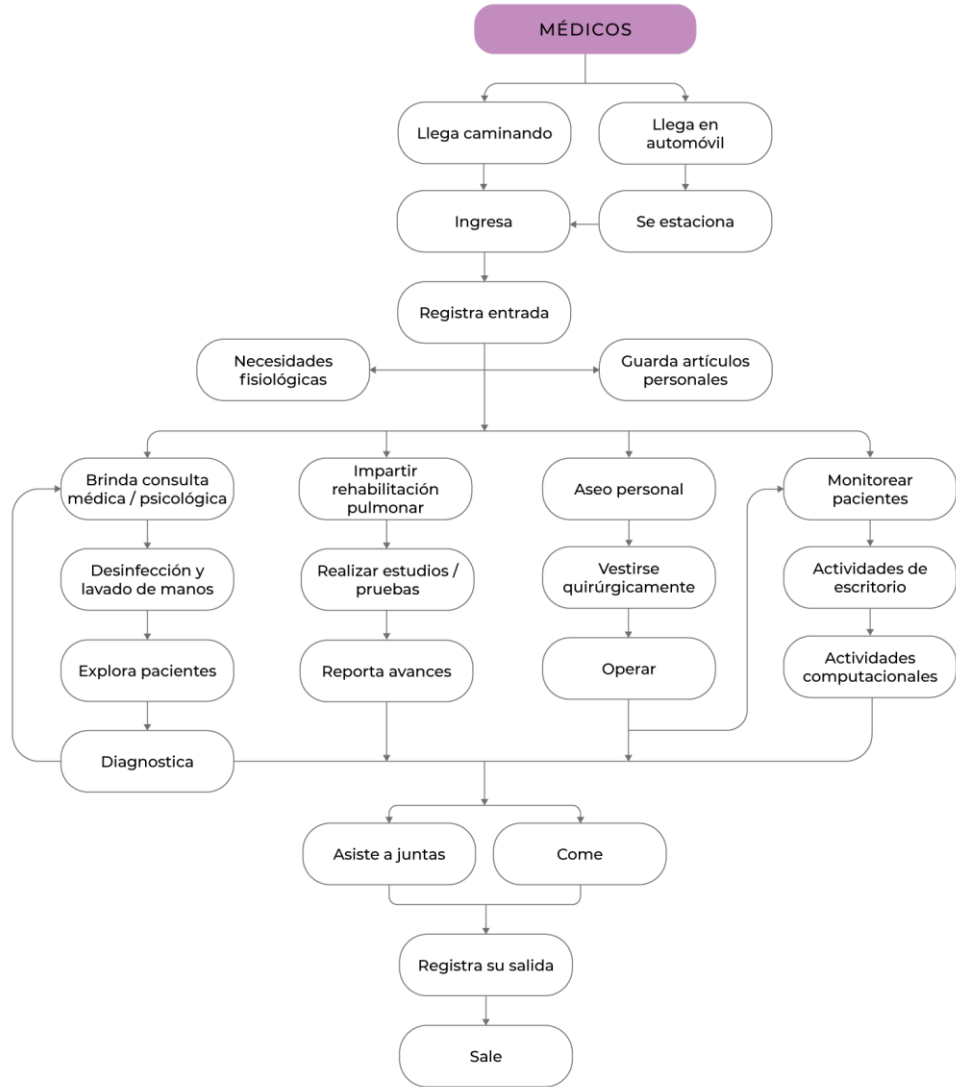 MÉDICOS
Llega caminando
Llega en
automóvil
Ingresa
Se estaciona
Registra entrada
Necesidades
fisiológicas
Guarda artículos
personales
Brinda consulta
médica / psicológica
Impartir
rehabilitación
pulmonar
Aseo personal
Monitorear
pacientes
Desinfección y
lavado de manos
Realizar estudios /
pruebas
Vestirse
quirúrgicamente
Actividades de
escritorio
Explora pacientes
Reporta avances
Operar
Actividades
computacionales
Diagnostica
Asiste a juntas
Come
Registra su salida
Sale